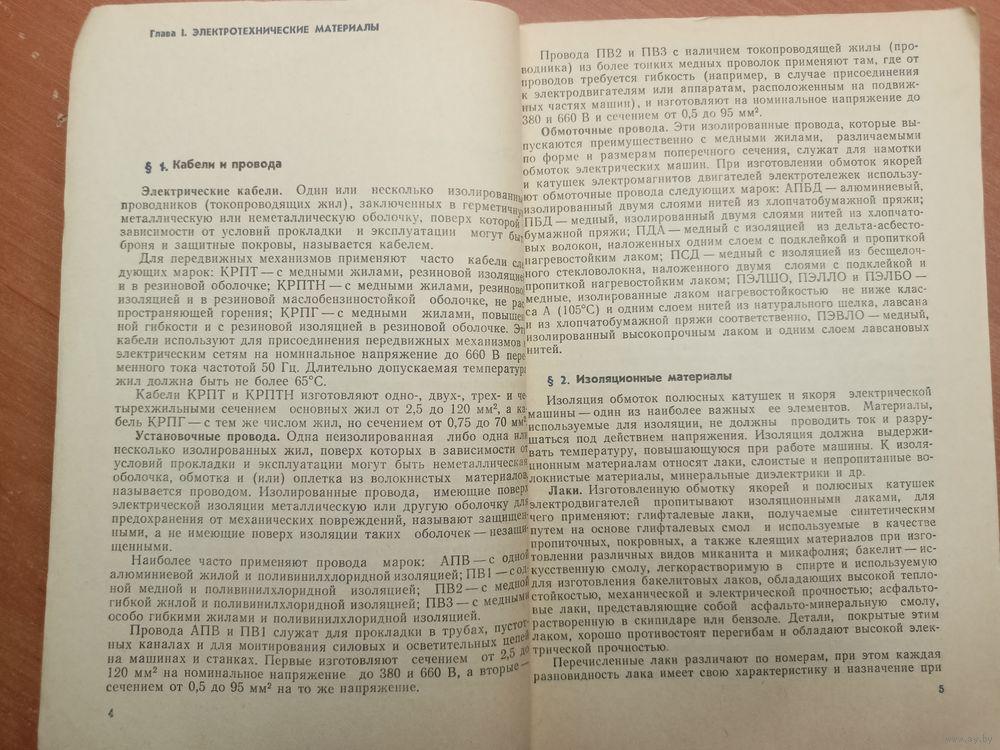 Глава I. ЭЛЕКТРОТЕХНИЧЕСКИЕ МАТЕРИАЛЫ
§ 1. Кабели и провода
Электрические кабели. Один или несколько изолированны
проводников (токопроводящих жил), заключенных в герметичну
металлическую или неметаллическую оболочку, поверх которой
зависимости от условий прокладки и эксплуатации могут быт
броня и защитные покровы, называется кабелем.
Для передвижных механизмов применяют часто кабели сле
дующих марок: КРПТ — с медными жилами, резиновой изоляцие
и в резиновой оболочке; КРПТН — с медными жилами, резиново
изоляцией и в резиновой маслобензиностойкой оболочке, не рас
пространяющей горения; КРПГ — с медными жилами, повышен
ной гибкости и с резиновой изоляцией в резиновой оболочке. Эти
кабели используют для присоединения передвижных механизмов
электрическим сетям на номинальное напряжение до 660 В пере
менного тока частотой 50 Гц. Длительно допускаемая температура
жил должна быть не более 65°С.
Кабели КРПТ и КРПТН изготовляют одно-, двух-, трех- и че
тырехжильными сечением основных жил от 2,5 до 120 мм², а ка
бель КРПГ — с тем же числом жил, но сечением от 0,75 до 70 мм²
Установочные провода. Одна неизолированная либо одна или
несколько изолированных жил, поверх которых в зависимости от
условий прокладки и эксплуатации могут быть неметаллическая
оболочка, обмотка и (или) оплетка из волокнистых материалов,
называется проводом. Изолированные провода, имеющие поверх
электрической изоляции металлическую или другую оболочку для
предохранения от механических повреждений, называют защищен-
ными, а не имеющие поверх изоляции таких оболочек — незащи-
щенными.
Наиболее часто применяют провода марок: АПВ — с одной
алюминиевой жилой и поливинилхлоридной изоляцией; ПВ1 — с од-
ной медной и поливинилхлоридной изоляцией; ПВ2 — с медной
гибкой жилой и поливинилхлоридной изоляцией; ПВ3 — с медными
особо гибкими жилами и поливинилхлоридной изоляцией.
Провода АПВ и ПВ1 служат для прокладки в трубах, пустот-
ных каналах и для монтирования силовых и осветительных цепей
на машинах и станках. Первые изготовляют сечением от 2,5 до
120 мм² на номинальное напряжение до 380 и 660 В, а вторые —
сечением от 0,5 до 95 мм² на то же напряжение.
4
Провода ПВ2 и ПВ3 с наличием токопроводящей жилы (про-
водника) из более тонких медных проволок применяют там, где от
проводов требуется гибкость (например, в случае присоединения
к электродвигателям или аппаратам, расположенным на подвиж-
ных частях машин), и изготовляют на номинальное напряжение до
380 и 660 В и сечением от 0,5 до 95 мм².
Обмоточные провода. Эти изолированные провода, которые вы-
пускаются преимущественно с медными жилами, различаемыми
по форме и размерам поперечного сечения, служат для намотки
обмоток электрических машин. При изготовлении обмоток якорей
и катушек электромагнитов двигателей электротележек использу-
ют обмоточные провода следующих марок: АПБД — алюминиевый,
изолированный двумя слоями нитей из хлопчатобумажной пряжи;
ПБД — медный, изолированный двумя слоями нитей из хлопчато-
бумажной пряжи; ПДА — медный с изоляцией из дельта-асбесто-
вых волокон, наложенных одним слоем с подклейкой и пропиткой
нагревостойким лаком; ПСД — медный с изоляцией из бесщелоч-
ного стекловолокна, наложенного двумя слоями с подклейкой и
пропиткой нагревостойким лаком; ПЭЛШО, ПЭЛЛО и ПЭЛБО —
медные, изолированные лаком нагревостойкостью не ниже клас-
са А (105°С) и одним слоем нитей из натурального шелка, лавсана
и из хлопчатобумажной пряжи соответственно, ПЭВЛО — медный,
изолированный высокопрочным лаком и одним слоем лавсановых
нитей.
§ 2. Изоляционные материалы
Изоляция обмоток полюсных катушек и якоря электрической
машины — один из наиболее важных ее элементов. Материалы,
используемые для изоляции, не должны проводить ток и разру-
шаться под действием напряжения. Изоляция должна выдержи-
вать температуру, повышающуюся при работе машины. К изоля-
ционным материалам относят лаки, слоистые и непропитанные во-
локнистые материалы, минеральные диэлектрики и др.
Лаки. Изготовленную обмотку якорей и полюсных катушек
электродвигателей пропитывают изоляционными лаками, для
чего применяют: глифталевые лаки, получаемые синтетическим
путем на основе глифталевых смол и используемые в качестве
пропиточных, покровных, а также клеящих материалов при изго-
товлении различных видов миканита и микафолия; бакелит — ис-
кусственную смолу, легкорастворимую в спирте и используемую
для изготовления бакелитовых лаков, обладающих высокой тепло-
стойкостью, механической и электрической прочностью; асфальто-
вые лаки, представляющие собой асфальто-минеральную смолу,
растворенную в скипидаре или бензоле. Детали, покрытые этим
лаком, хорошо противостоят перегибам и обладают высокой элек-
трической прочностью.
Перечисленные лаки различают по номерам, при этом каждая
разновидность лака имеет свою характеристику и назначение при
5
www.ay.by